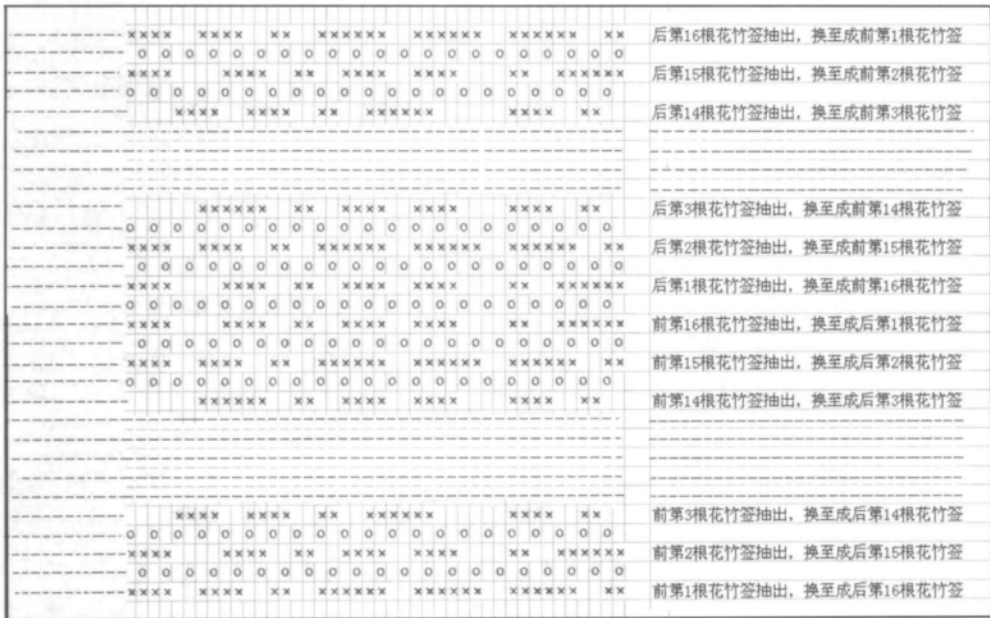 后第16根花竹签抽出，换至成前第1根花竹签
后第15根花竹签抽出，换至成前第2根花竹签
后第14根花竹签抽出，换至成前第3根花竹签
后第3根花竹签抽出，换至成前第14根花竹签
后第2根花竹签抽出，换至成前第15根花竹签
后第1根花竹签抽出，换至成前第16根花竹签
前第16根花竹签抽出，换至成后第1根花竹签
前第15根花竹签抽出，换至成后第2根花竹签
前第14根花竹签抽出，换至成后第3根花竹签
前第3根花竹签抽出，换至成后第14根花竹签
前第2根花竹签抽出，换至成后第15根花竹签
前第1根花竹签抽出，换至成后第16根花竹签